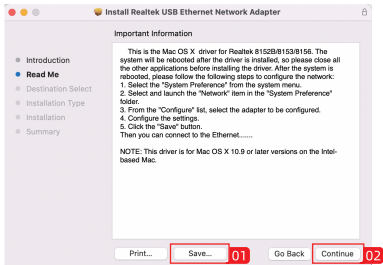 Install Realtek USB Ethernet Network Adapter
Important Information
Introduction
Read Me
Destination Select
Installation Type
Installation
Summary
This is the Mac OS X driver for Realtek 8152B/8153/8156. The
system will be rebooted after the driver is installed, so please close all
the other applications before installing the driver. After the system is
rebooted, please follow the following steps to configure the network:
1. Select the "System Preference" from the system menu.
2. Select and launch the "Network" item in the "System Preference"
folder.
3. From the "Configure" list, select the adapter to be configured.
4. Configure the settings.
5. Click the "Save" button.
Then you can connect to the Ethernet.......
NOTE: This driver is for Mac OS X 10.9 or later versions on the Intel-
based Mac.
Print...
Save...
01
Go Back
Continue
02